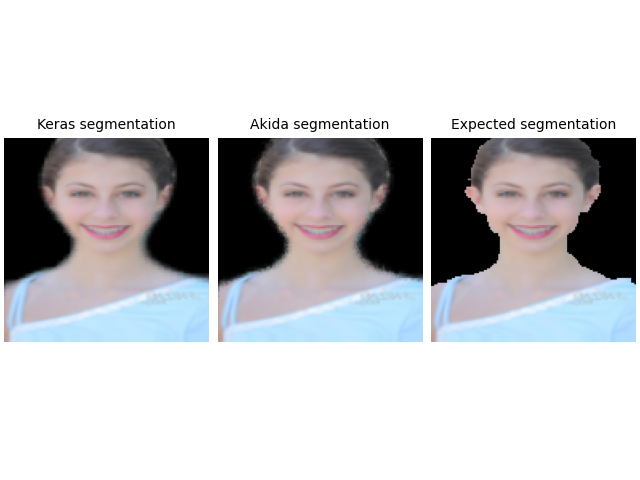 Keras segmentation
Akida segmentation
Expected segmentation